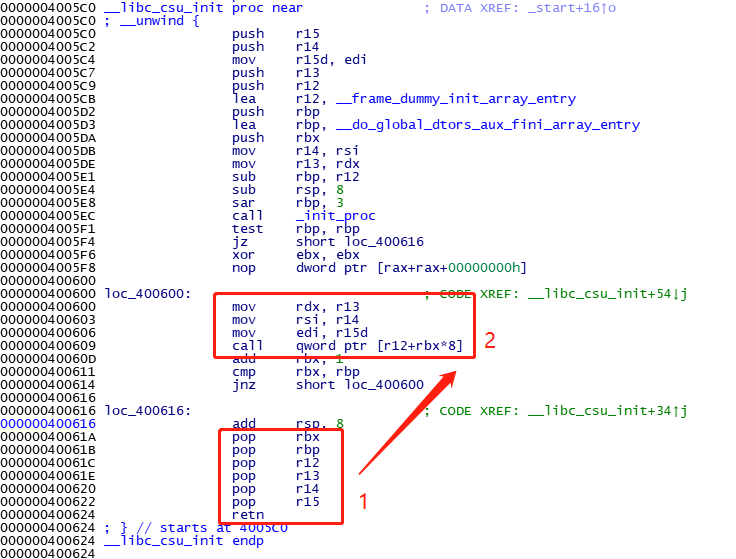 00000004005C0 __libc_csu_init proc near ; DATA XREF: _start+16↑o
00000004005C0 ; __unwind {
00000004005C0 push r15
00000004005C2 push r14
00000004005C4 mov r15d, edi
00000004005C7 push r13
00000004005C9 push r12
00000004005CB lea r12, __frame_dummy_init_array_entry
00000004005D2 push rbp
00000004005D3 lea rbp, __do_global_dtors_aux_fini_array_entry
00000004005DA push rbx
00000004005DB mov r14, rsi
00000004005DE mov r13, rdx
00000004005E1 sub rbp, r12
00000004005E4 sub rsp, 8
00000004005E8 sar rbp, 3
00000004005EC call _init_proc
00000004005F1 test rbp, rbp
00000004005F4 jz short loc_400616
00000004005F6 xor ebx, ebx
00000004005F8 nop dword ptr [rax+rax+00000000h]
0000000400600
0000000400600 loc_400600: ; CODE XREF: __libc_csu_init+54↓j
0000000400600 mov rdx, r13
0000000400603 mov rsi, r14
0000000400606 mov edi, r15d
0000000400609 call qword ptr [r12+rbx*8] 2
000000040060D add rbx, 1
0000000400611 cmp rbx, rbp
0000000400614 jnz short loc_400600
0000000400616
0000000400616 loc_400616: ; CODE XREF: __libc_csu_init+34↑j
0000000400616 add rsp, 8
000000040061A pop rbx
000000040061B pop rbp
000000040061C pop r12
000000040061E pop r13
0000000400620 pop r14
0000000400622 pop r15 1
0000000400624 retn
0000000400624 ; } // starts at 4005C0
0000000400624 __libc_csu_init endp
0000000400624